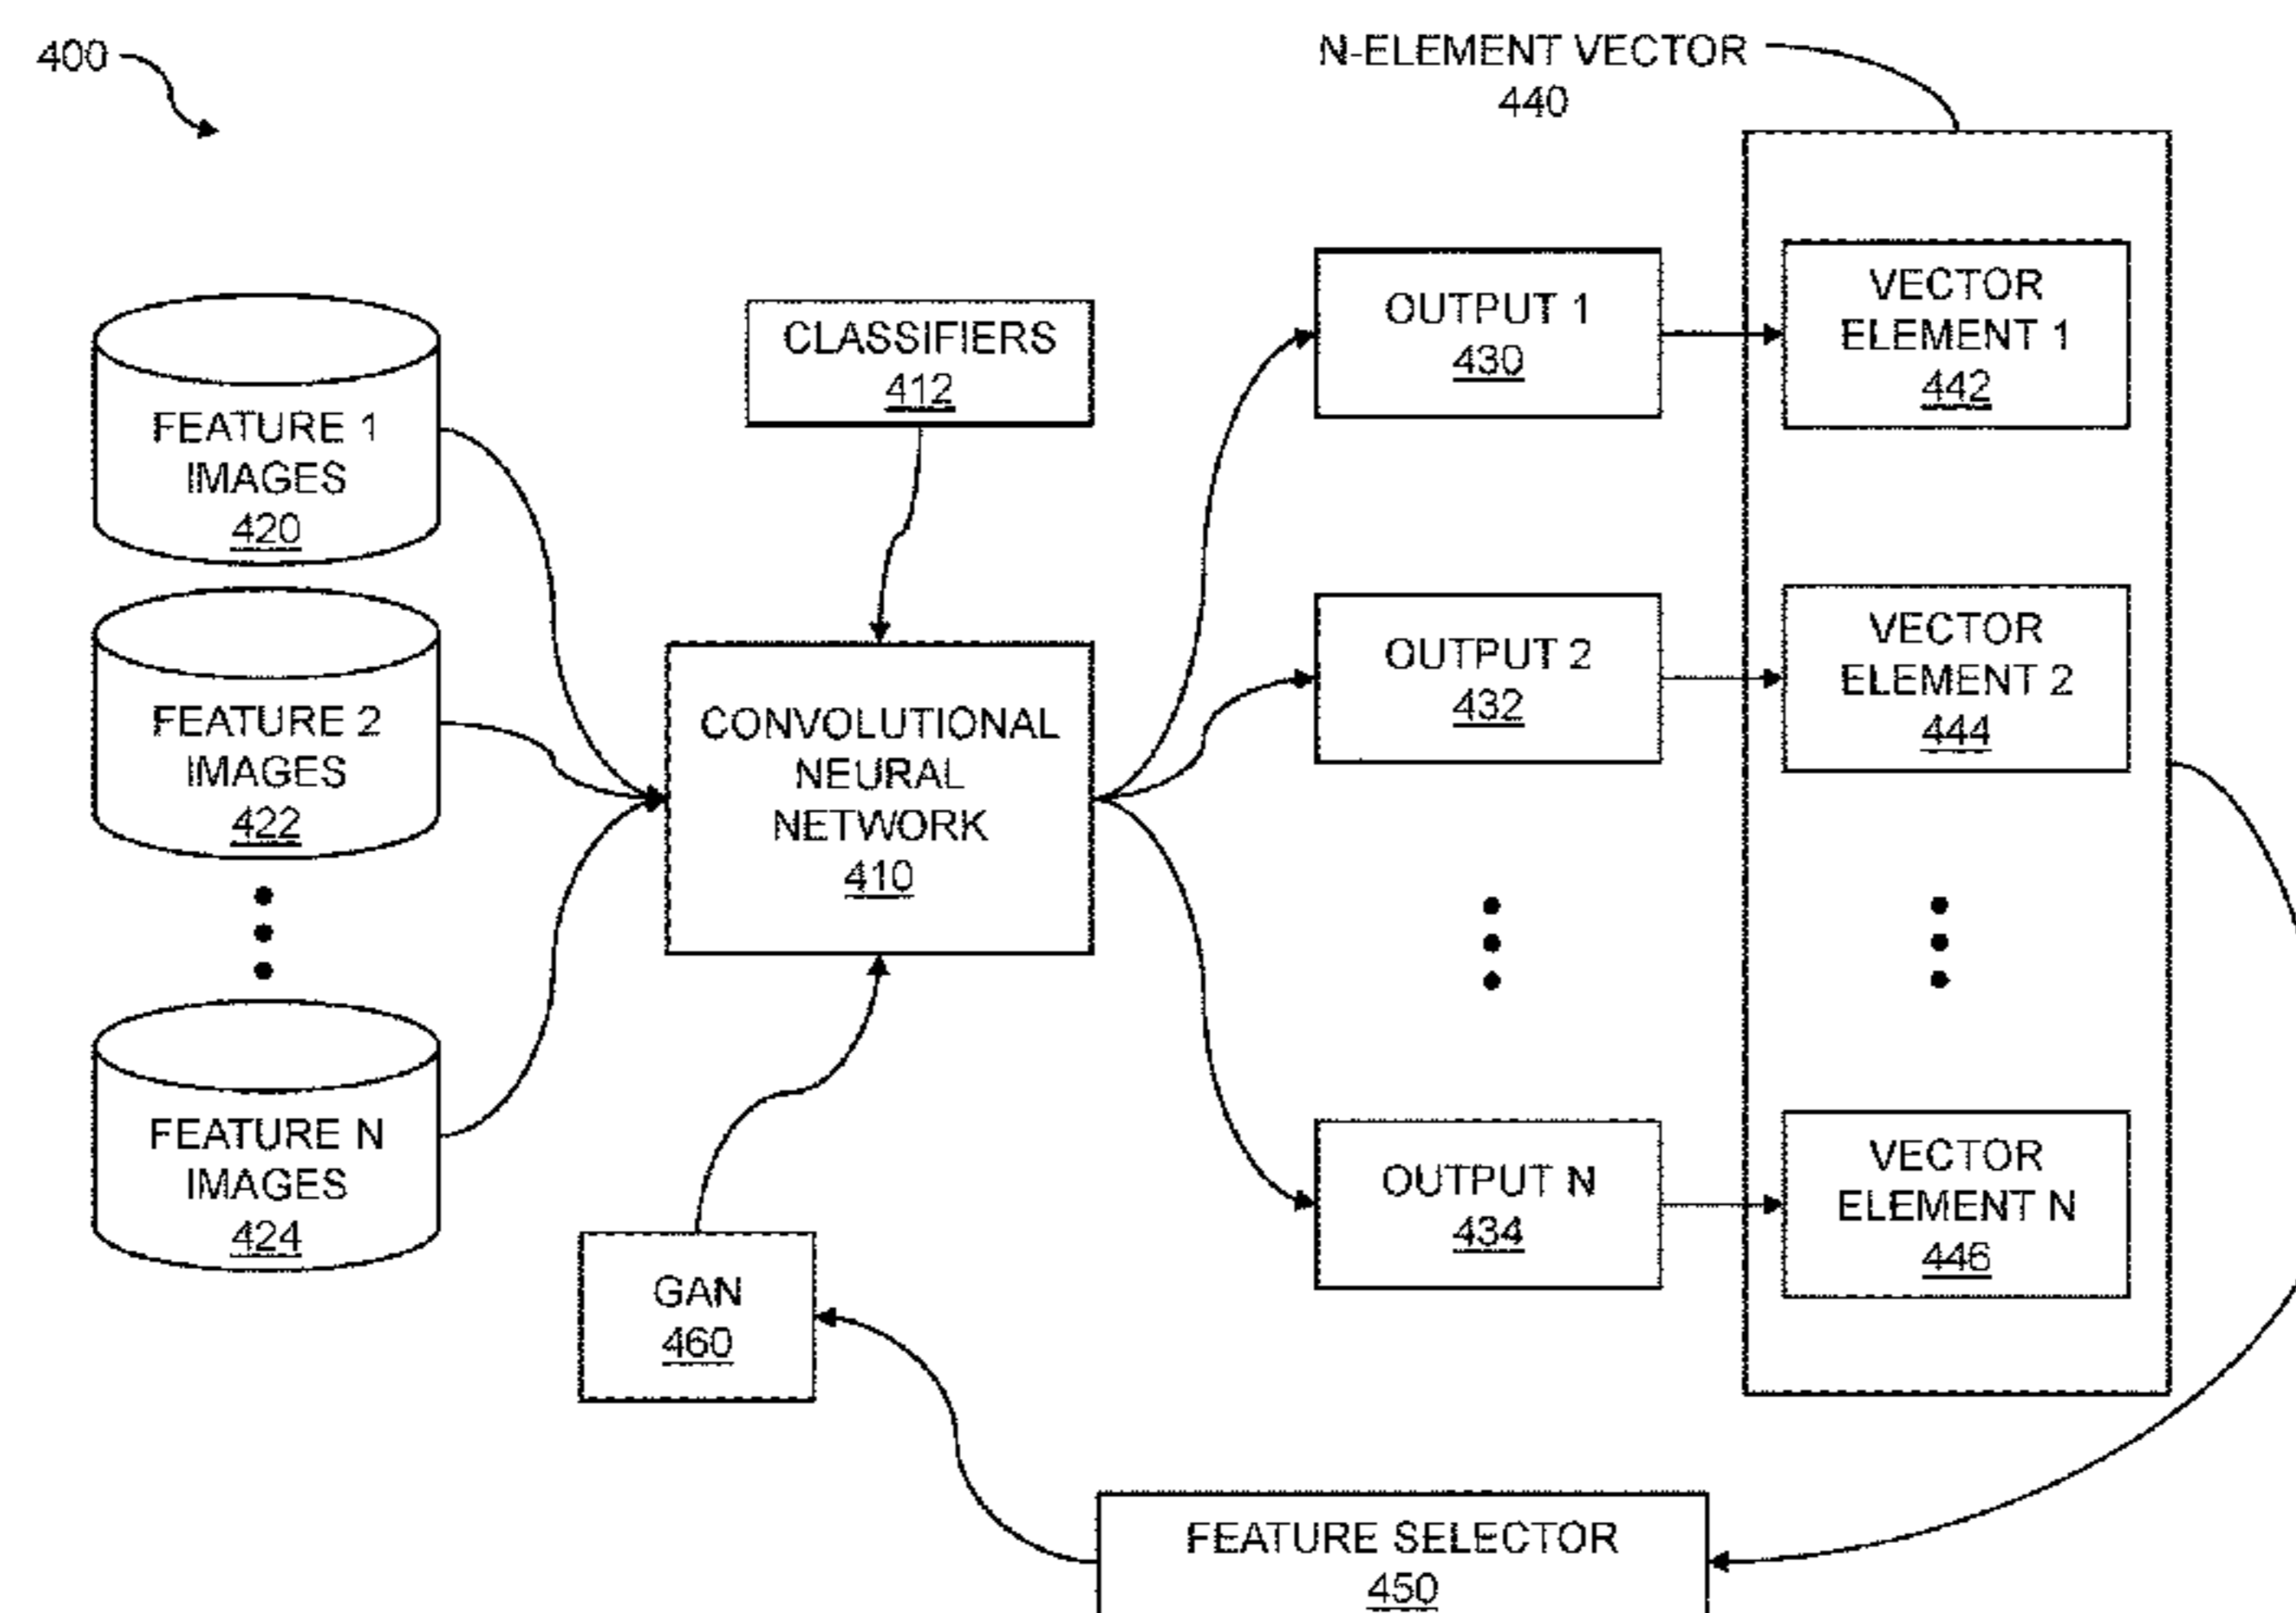 400
N-ELEMENT VECTOR
440
FEATURE 1
IMAGES
420
FEATURE 2
IMAGES
422
FEATURE N
IMAGES
424
CLASSIFIERS
412
CONVOLUTIONAL
NEURAL
NETWORK
410
GAN
460
OUTPUT 1
430
OUTPUT 2
432
OUTPUT N
434
VECTOR
ELEMENT 1
442
VECTOR
ELEMENT 2
444
VECTOR
ELEMENT N
446
FEATURE SELECTOR
450